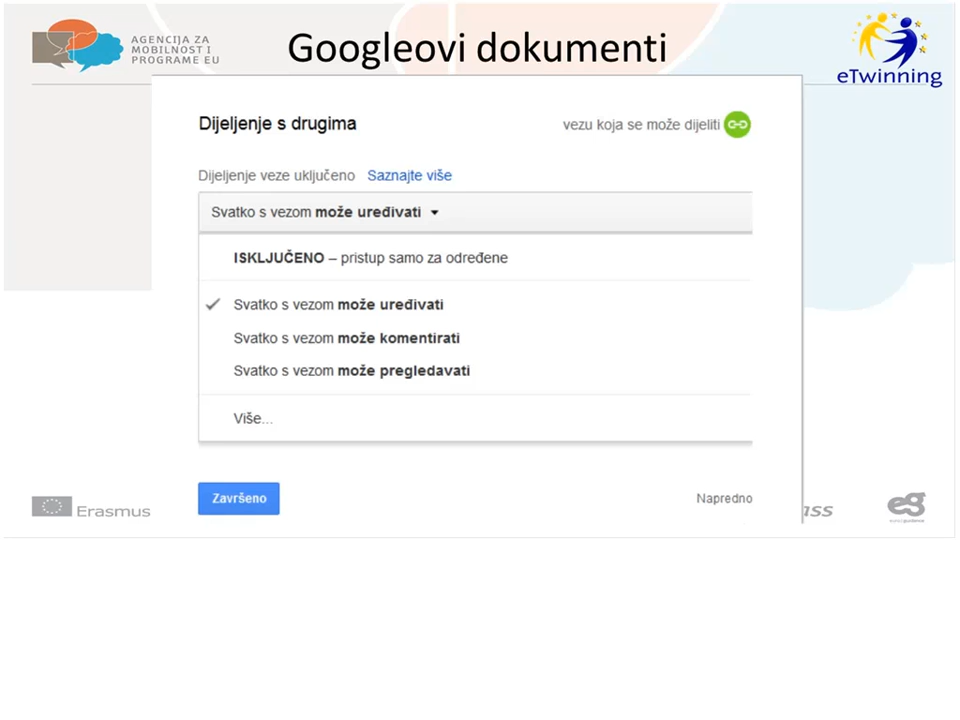 AGENCIJA ZA
MOBILNOST I
PROGRAME EU
Googleovi dokumenti
eTwinning
Dijeljenje s drugima
vezu koja se može dijeliti
Dijeljenje veze uključeno Saznajte više
Svatko s vezom može uređivati
ISKLJUČENO – pristup samo za određene
Svatko s vezom može uređivati
Svatko s vezom može komentirati
Svatko s vezom može pregledavati
Više...
Završeno
Napredno
Erasmus
eg